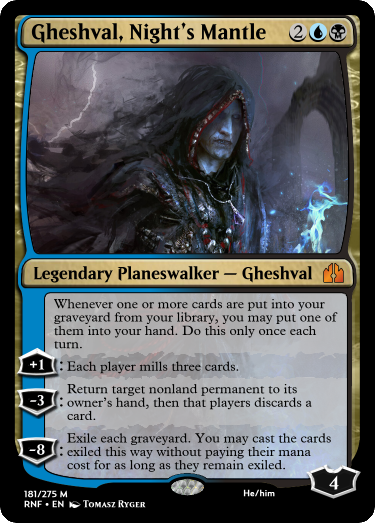 Gheshval, Night's Mantle 2
Legendary Planeswalker — Gheshval
Whenever one or more cards are put into your
graveyard from your library, you may put one of
them into your hand. Do this only once each
turn.
+1: Each player mills three cards.
Return target nonland permanent to its
-3: owner's hand, then that players discards a
card.
Exile each graveyard. You may cast the cards
-8: exiled this way without paying their mana
cost for as long as they remain exiled.
4
181/275 M He/him
RNF • EN Tomasz Ryger